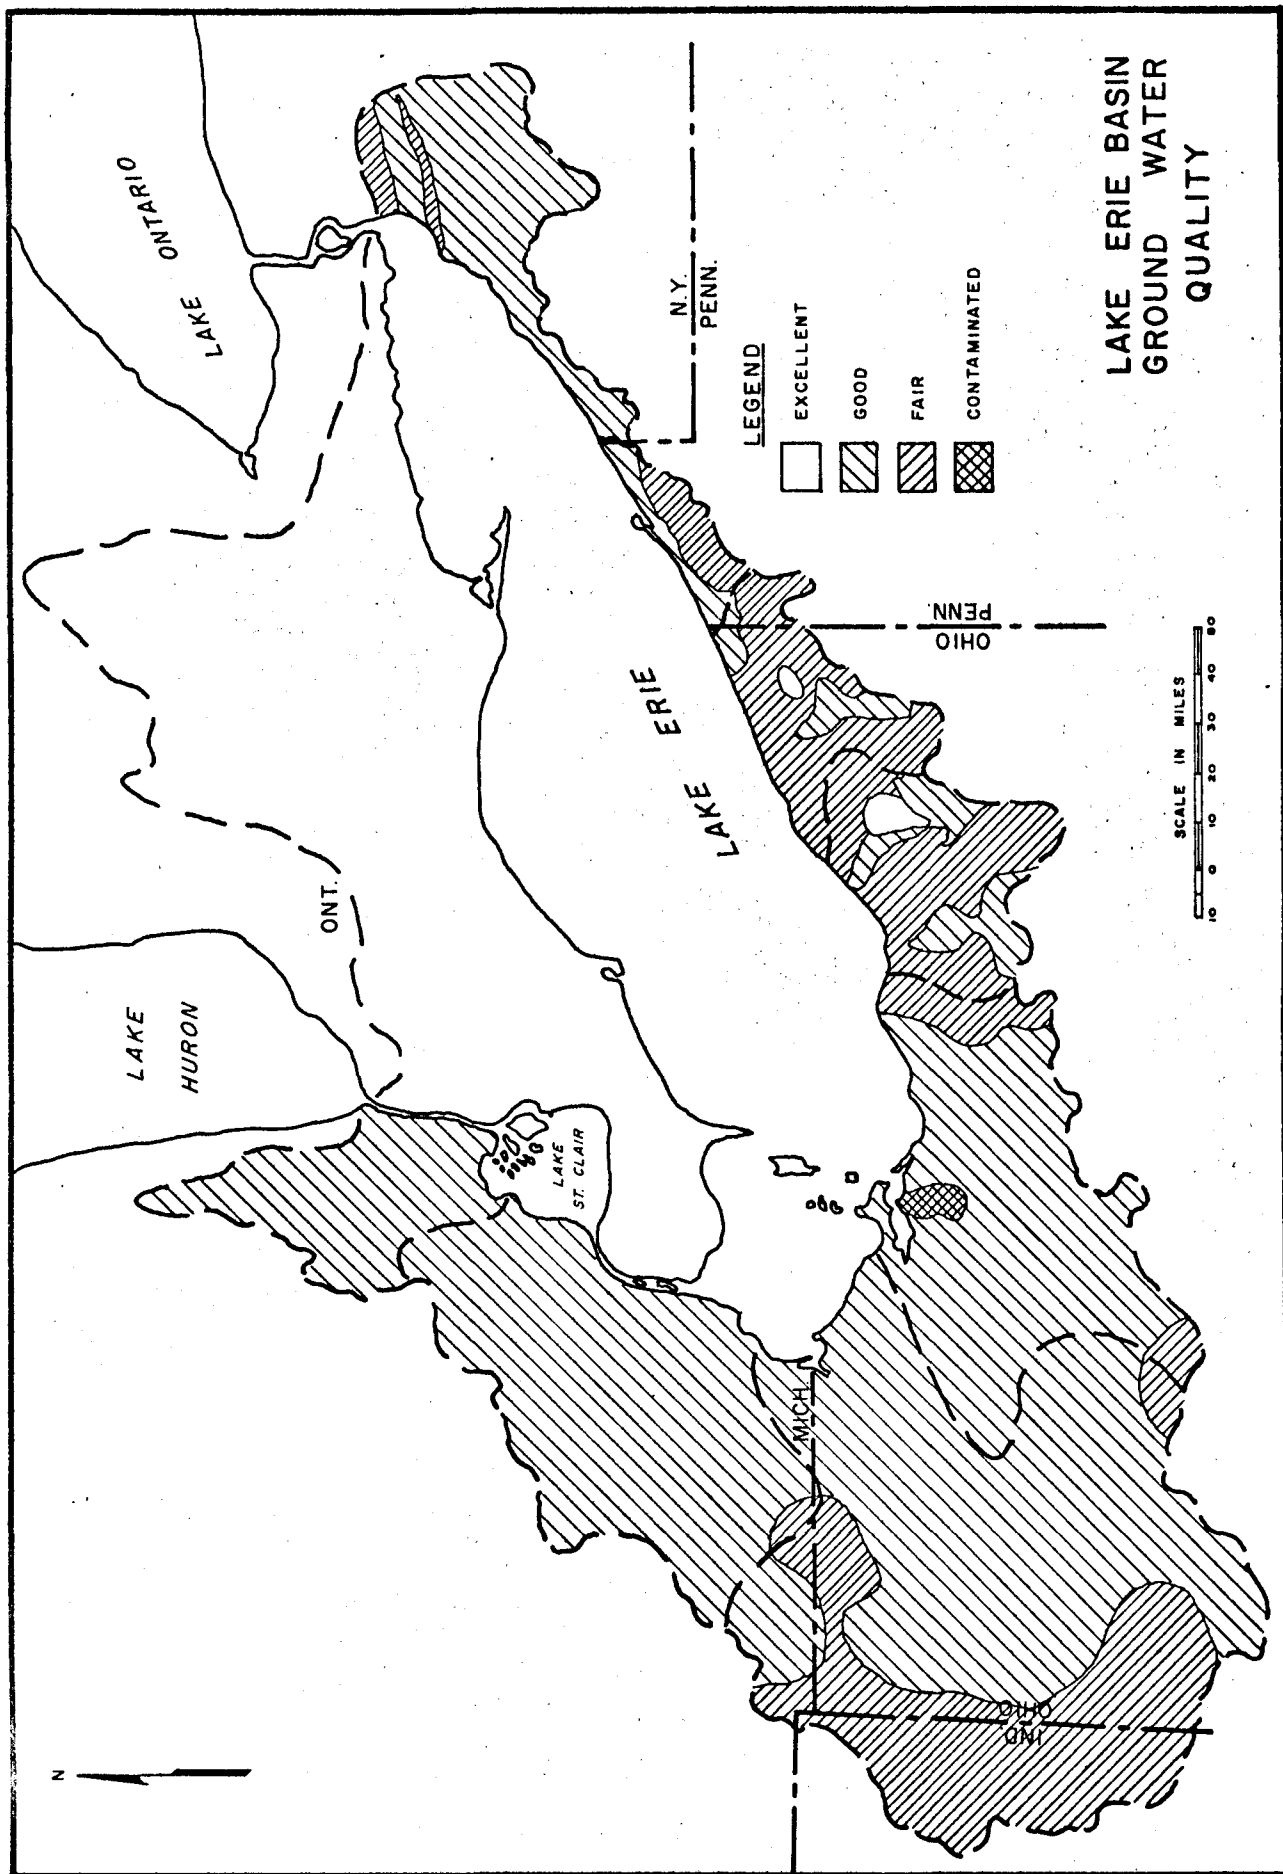 LAKE ERIE BASIN
GROUND WATER
QUALITY
LEGEND
EXCELLENT
GOOD
FAIR
CONTAMINATED
SCALE IN MILES
10 0 10 20 30 40 50
N
LAKE
HURON
LAKE ONTARIO
ONT.
LAKE
ST. CLAIR
LAKE ERIE
MICH.
N.Y.
PENN.
OHIO
PENN.
IND.
OHIO